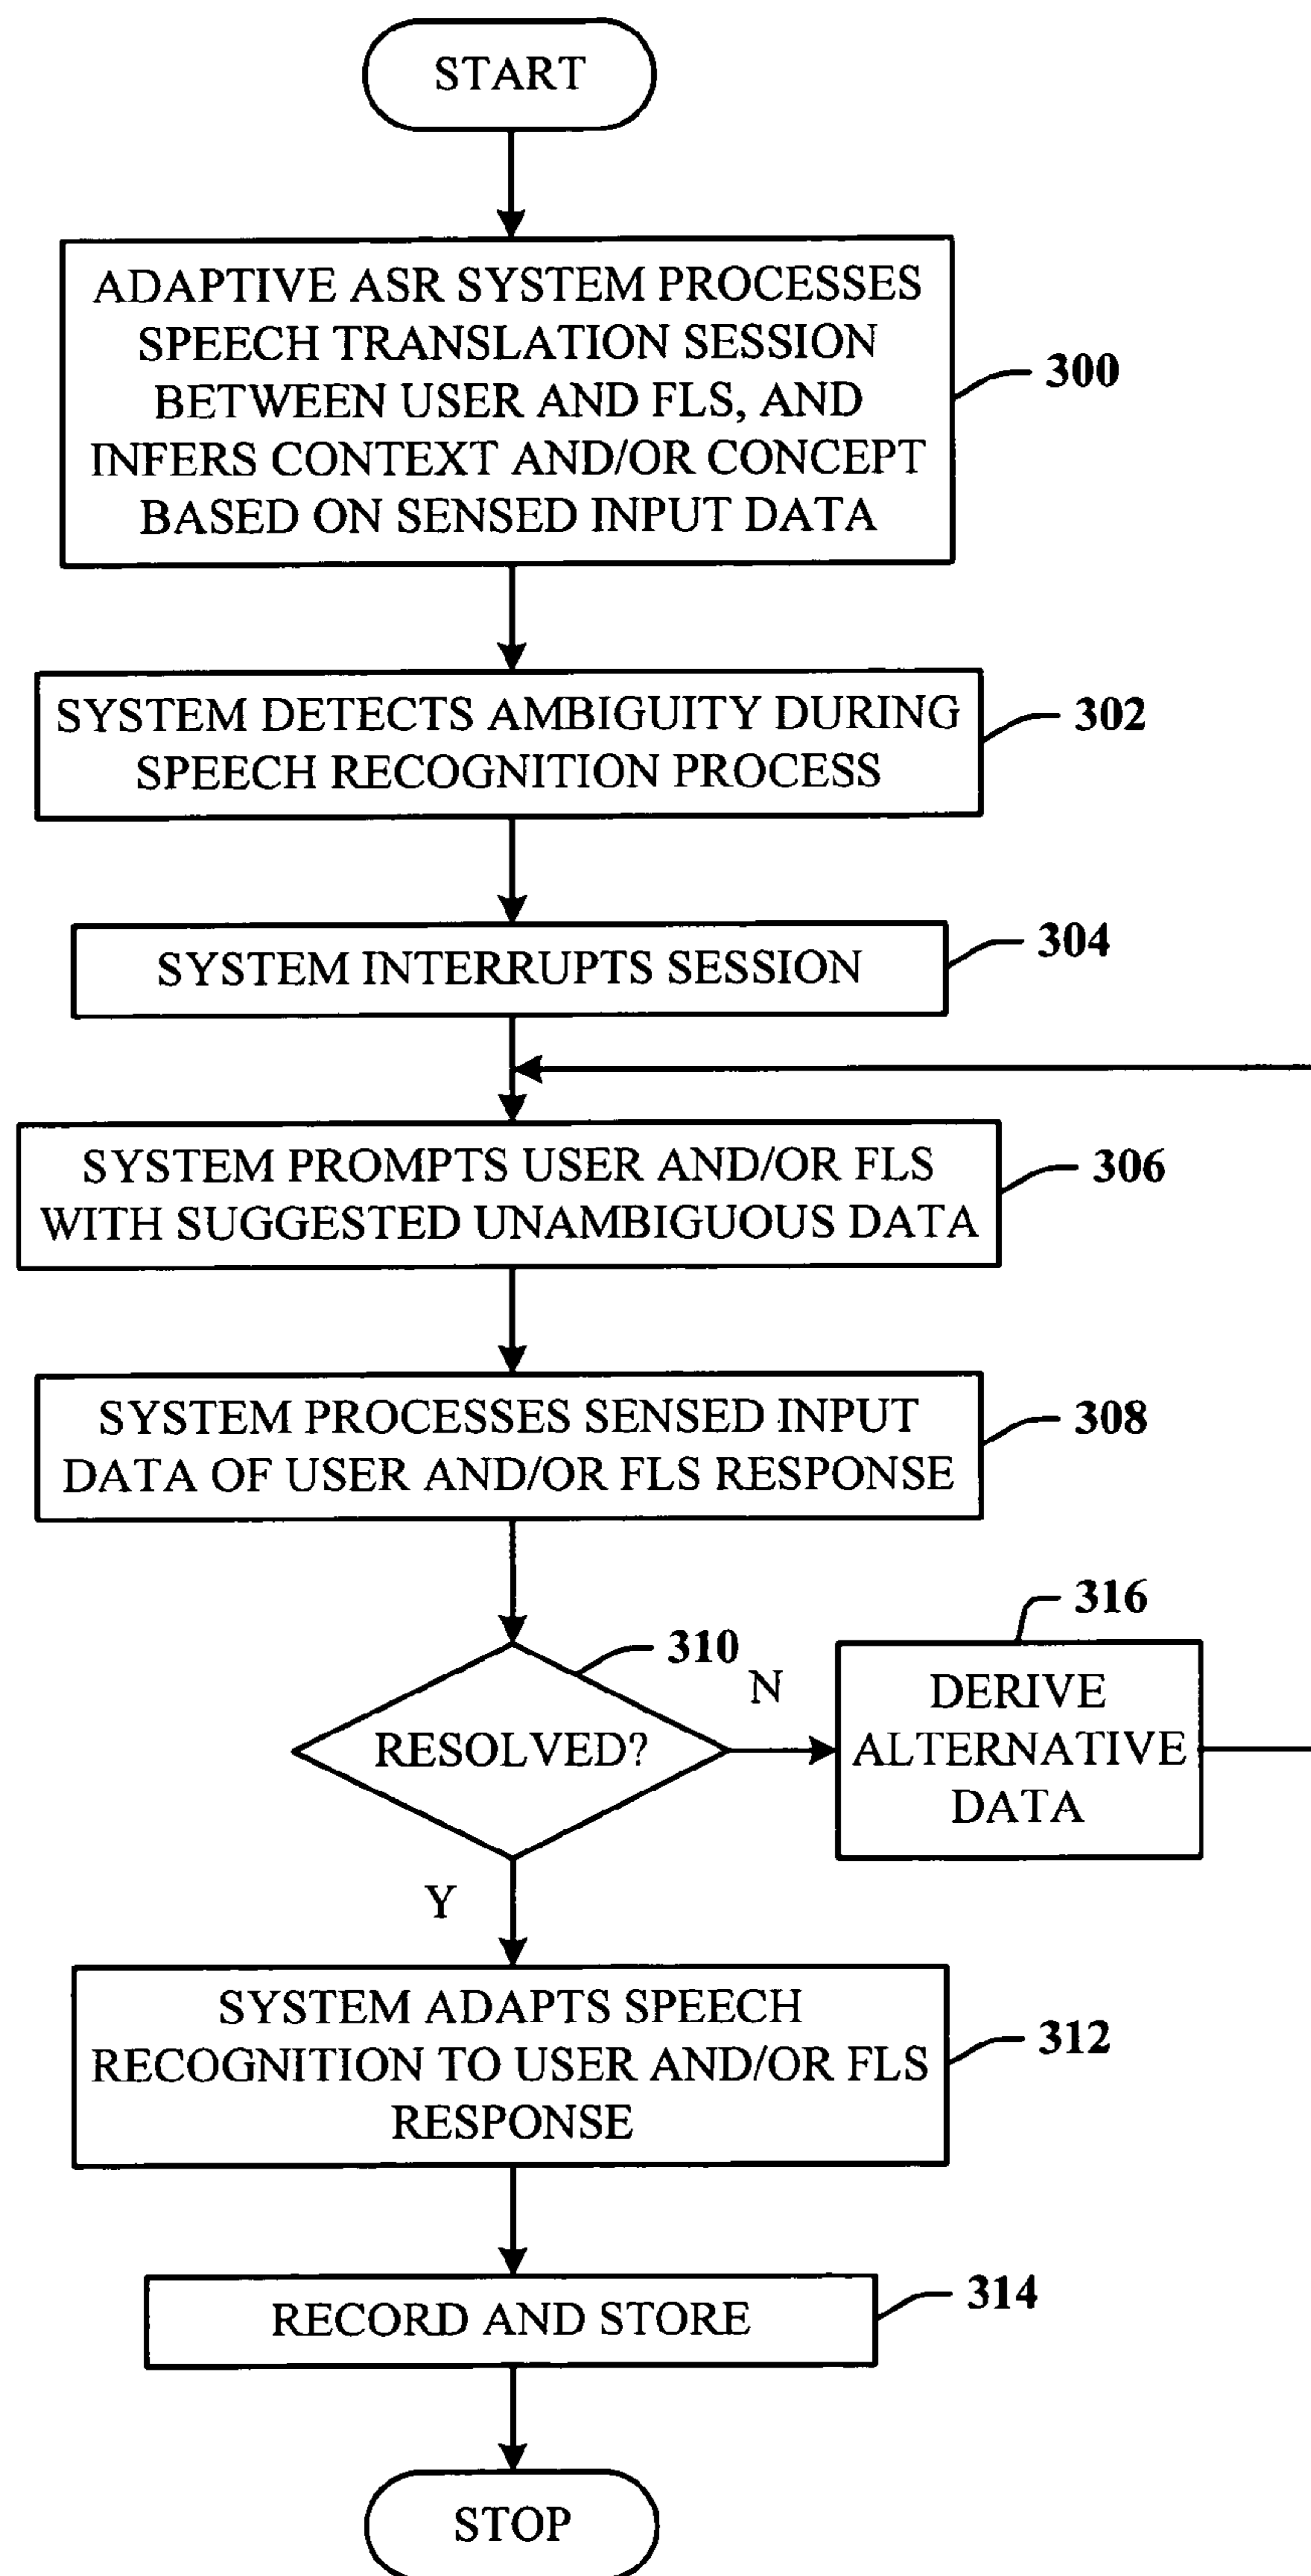 START
ADAPTIVE ASR SYSTEM PROCESSES
SPEECH TRANSLATION SESSION
BETWEEN USER AND FLS, AND
INFERS CONTEXT AND/OR CONCEPT
BASED ON SENSED INPUT DATA
300
SYSTEM DETECTS AMBIGUITY DURING
SPEECH RECOGNITION PROCESS
302
SYSTEM INTERRUPTS SESSION
304
SYSTEM PROMPTS USER AND/OR FLS
WITH SUGGESTED UNAMBIGUOUS DATA
306
SYSTEM PROCESSES SENSED INPUT
DATA OF USER AND/OR FLS RESPONSE
308
RESOLVED?
310
N
316
DERIVE
ALTERNATIVE
DATA
Y
SYSTEM ADAPTS SPEECH
RECOGNITION TO USER AND/OR FLS
RESPONSE
312
RECORD AND STORE
314
STOP